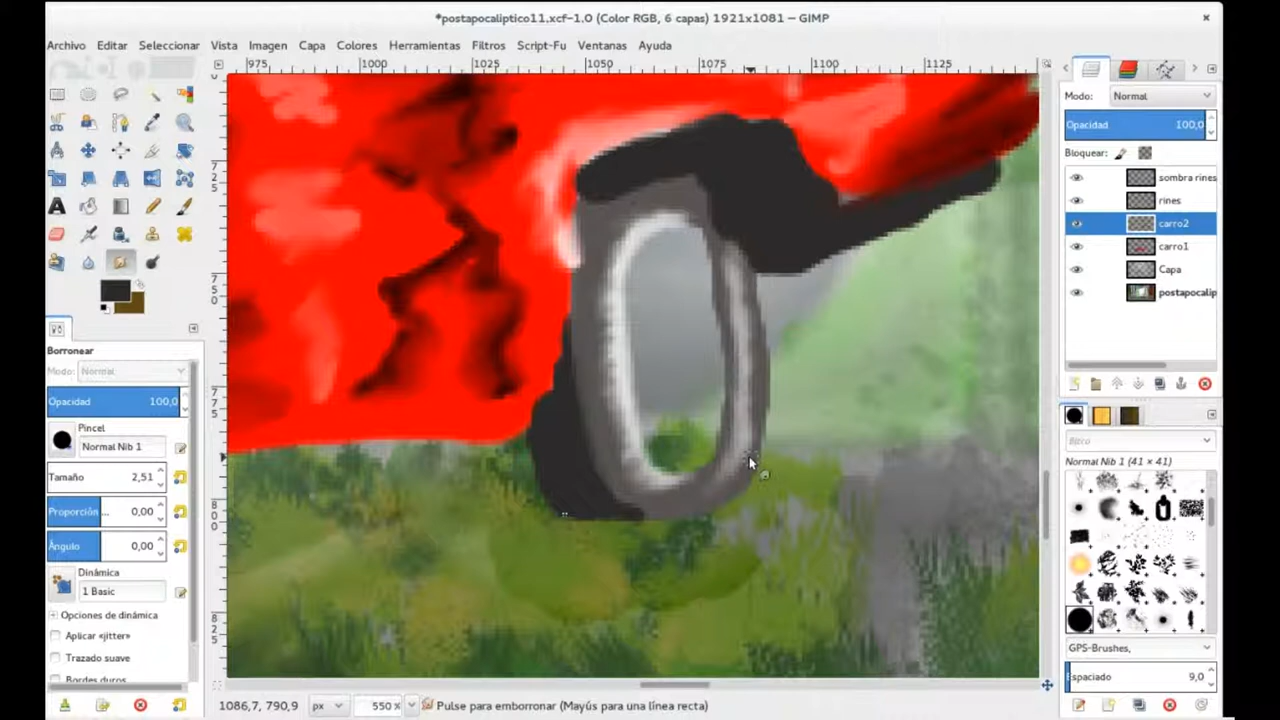 *postapocaliptico11.xcf-1.0 (Color RGB, 6 capas) 1921x1081 – GIMP
Archivo Editar Seleccionar Vista Imagen Capa Colores Herramientas Filtros Script-Fu Ventanas Ayuda
975 1000 1025 1050 1075 1100 1125
Modo: Normal
Opacidad 100,0
Bloquear:
sombra rines
rines
carro2
carro1
Capa
postapocalip
Borronear
Modo: Normal
Opacidad 100,0
Pincel
Normal Nib 1
Tamaño 2,51
Proporción ... 0,00
Ángulo 0,00
Dinámica
1 Basic
Opciones de dinámica
Aplicar «jitter»
Trazado suave
Bordes duros
filtro
Normal Nib 1 (41 × 41)
GPS-Brushes,
Espaciado 9,0
1086,7, 790,9 px 550 % Pulse para emborronar (Mayús para una línea recta)